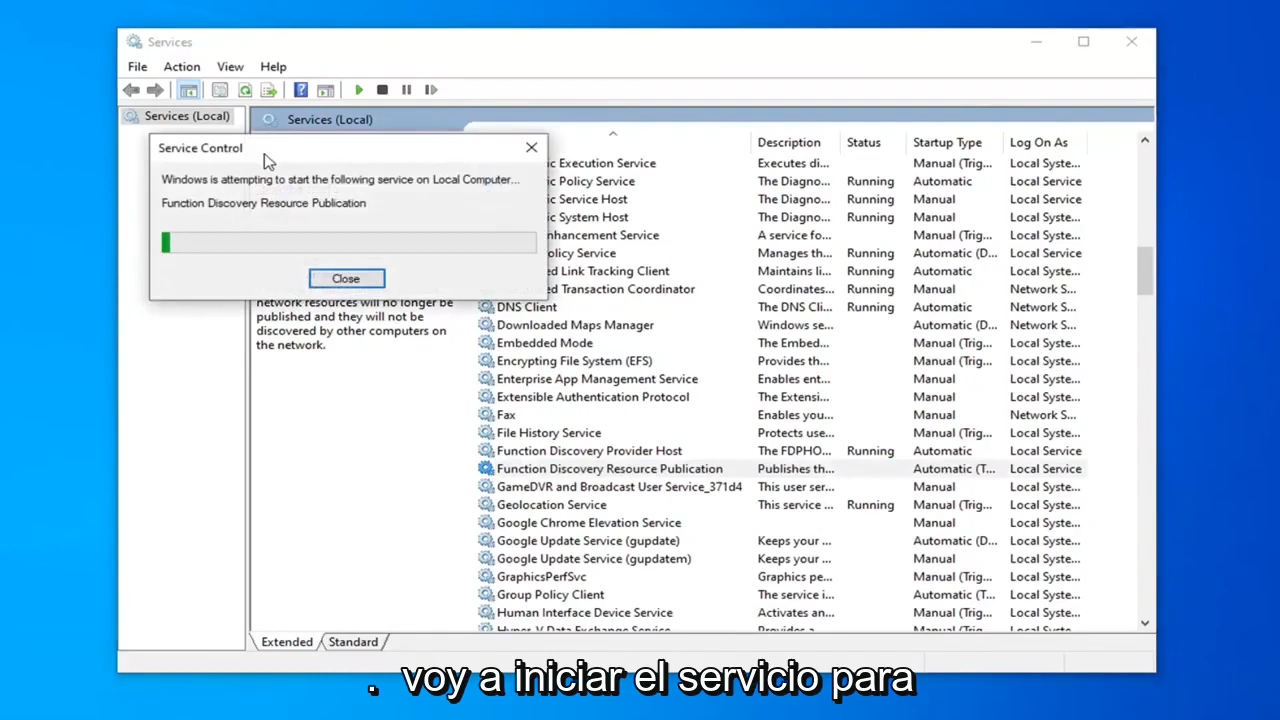 Services
File Action View Help
Services (Local)
Services (Local)
Service Control
Windows is attempting to start the following service on Local Computer...
Function Discovery Resource Publication
Close
network resources will no longer be
published and they will not be
discovered by other computers on
the network.
Description Status Startup Type Log On As
Execution Service Executes di... Manual (Trig... Local Syste...
Policy Service The Diagno... Running Automatic Local Service
Service Host The Diagno... Running Manual Local Service
System Host The Diagno... Running Manual Local Syste...
nhancement Service A service fo... Manual (Trig... Local Syste...
olicy Service Manages th... Running Automatic (D... Local Service
ed Link Tracking Client Maintains li... Running Automatic Local Syste...
ed Transaction Coordinator Coordinates... Running Manual Network S...
DNS Client The DNS Cli... Running Automatic (T... Network S...
Downloaded Maps Manager Windows se... Automatic (D... Network S...
Embedded Mode The Embed... Manual (Trig... Local Syste...
Encrypting File System (EFS) Provides th... Manual (Trig... Local Syste...
Enterprise App Management Service Enables ent... Manual Local Syste...
Extensible Authentication Protocol The Extensi... Manual Local Syste...
Fax Enables you... Manual Network S...
File History Service Protects use... Manual (Trig... Local Syste...
Function Discovery Provider Host The FDPHO... Running Automatic Local Service
Function Discovery Resource Publication Publishes th... Automatic (T... Local Service
GameDVR and Broadcast User Service_371d4 This user ser... Manual Local Syste...
Geolocation Service This service ... Running Manual (Trig... Local Syste...
Google Chrome Elevation Service Manual Local Syste...
Google Update Service (gupdate) Keeps your ... Automatic (D... Local Syste...
Google Update Service (gupdatem) Keeps your ... Manual Local Syste...
GraphicsPerfSvc Graphics pe... Manual (Trig... Local Syste...
Group Policy Client The service i... Automatic (T... Local Syste...
Human Interface Device Service Activates an... Manual (Trig... Local Syste...
Hyper-V Data Exchange Service Provides a ... Manual (Trig... Local Syste...
Extended Standard
. voy a iniciar el servicio para